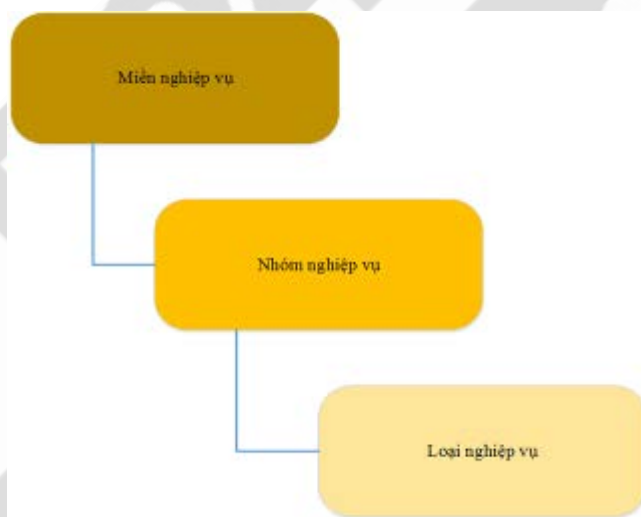 Miền nghiệp vụ
Nhóm nghiệp vụ
Loại nghiệp vụ